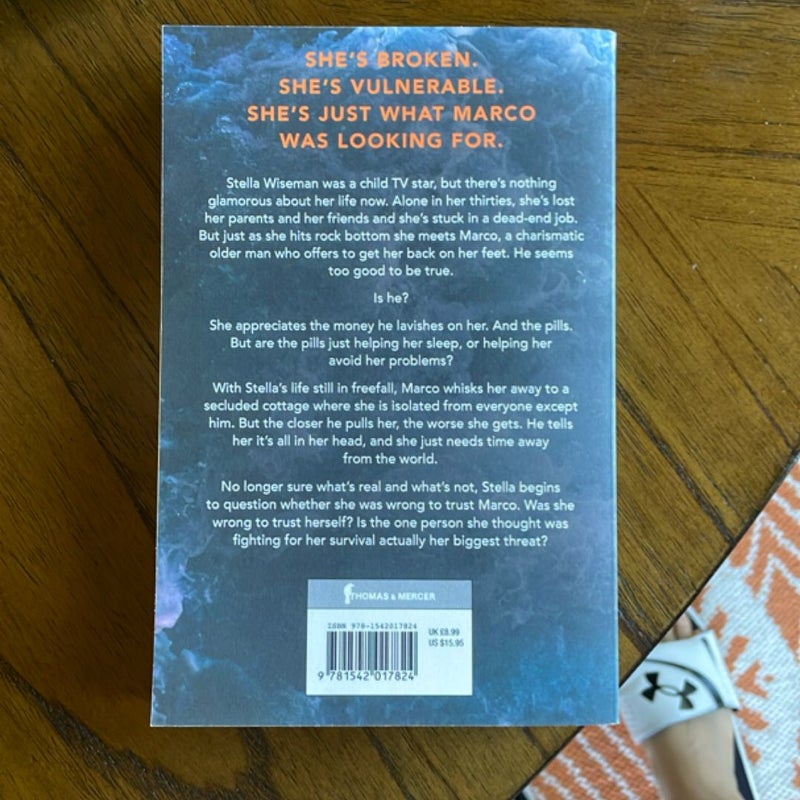 SHE'S BROKEN.
SHE'S VULNERABLE.
SHE'S JUST WHAT MARCO
WAS LOOKING FOR.
Stella Wiseman was a child TV star, but there's nothing
glamorous about her life now. Alone in her thirties, she's lost
her parents and her friends and she's stuck in a dead-end job.
But just as she hits rock bottom she meets Marco, a charismatic
older man who offers to get her back on her feet. He seems
too good to be true.
Is he?
She appreciates the money he lavishes on her. And the pills.
But are the pills just helping her sleep, or helping her
avoid her problems?
With Stella's life still in freefall, Marco whisks her away to a
secluded cottage where she is isolated from everyone except
him. But the closer he pulls her, the worse she gets. He tells
her it's all in her head, and she just needs time away
from the world.
No longer sure what's real and what's not, Stella begins
to question whether she was wrong to trust Marco. Was she
wrong to trust herself? Is the one person she thought was
fighting for her survival actually her biggest threat?
THOMAS & MERCER
ISBN 978-1542017824
UK £8.99
US $15.95
9 781542 017824